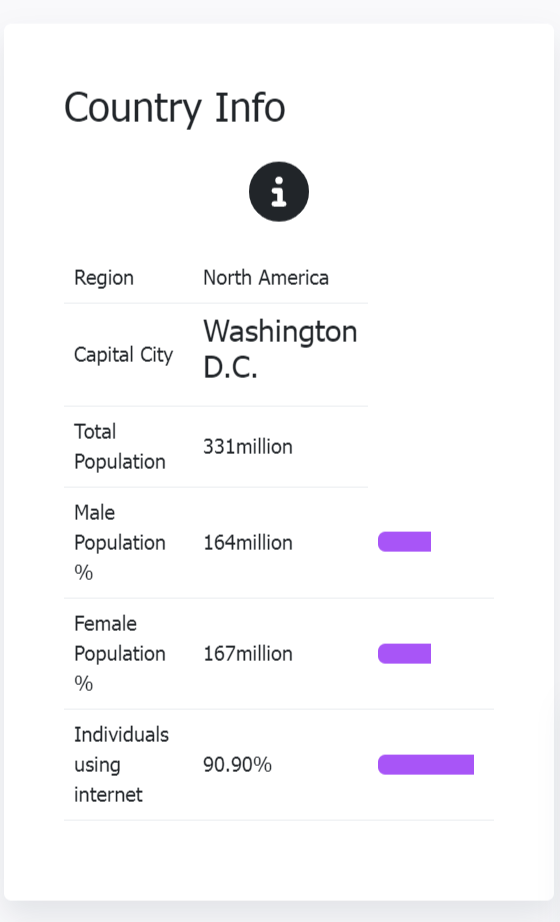 Country Info
Region North America
Capital City Washington
D.C.
Total
Population 331million
Male
Population
% 164million
Female
Population
% 167million
Individuals
using
internet 90.90%